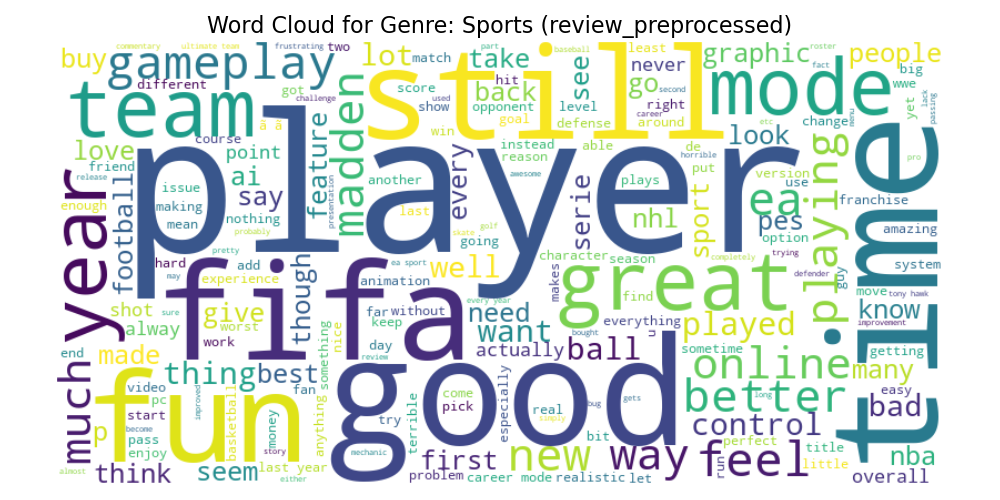 Word Cloud for Genre: Sports (review_preprocessed)
commentary ultimate team frustrating two
buy gameplay lot match take see never graphic people
different got least big
team still go mode wwe
score show hit back opponent level right change yet lack passing
challenge used second career roster fact part baseball
love course player time look
friend point feature madden win goal defense around
ai every instead reason able de etc menu
issue say another plays put horrible version use franchise
enough making mean nothing though last awesome sport ea pes option amazing pro
release football probably presentation going serie nhl playing
year pretty skate golf character season trying completely guy system
hard add well animation makes defender move tony hawk
may experience fifa great find
sure shot give far without need everything u played know improvement
alway work worst nice keep day want actually ball bought sometime getting
end made something every year online
much thing best review good come especially real bug gets long many
video pc fan try pick simply better easy bad
improved basketball anything terrible
p start money fun control
become pass bit perfect title
enjoy story mechanic first new way feel run little nba
think seem last year either problem career mode realistic let overall
almost